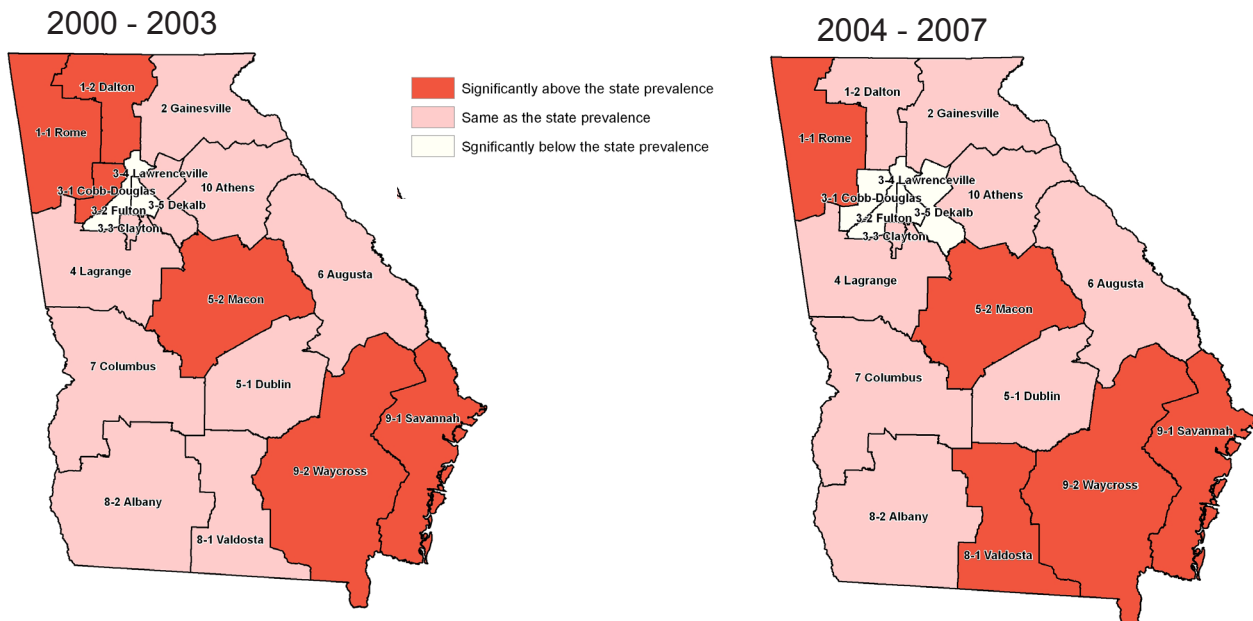 2000 - 2003
1-2 Dalton
2 Gainesville
1-1 Rome
3-4 Lawrenceville
3-1 Cobb-Douglas
10 Athens
3-2 Fulton
3-5 Dekalb
3-3 Clayton
4 Lagrange
6 Augusta
5-2 Macon
7 Columbus
5-1 Dublin
9-1 Savannah
9-2 Waycross
8-2 Albany
8-1 Valdosta
Significantly above the state prevalence
Same as the state prevalence
Sgnificantly below the state prevalence
2004 - 2007
1-2 Dalton
2 Gainesville
1-1 Rome
3-4 Lawrenceville
3-1 Cobb-Douglas
10 Athens
3-5 Dekalb
3-2 Fulton
3-3 Clayton
4 Lagrange
6 Augusta
5-2 Macon
7 Columbus
5-1 Dublin
9-1 Savannah
9-2 Waycross
8-2 Albany
8-1 Valdosta